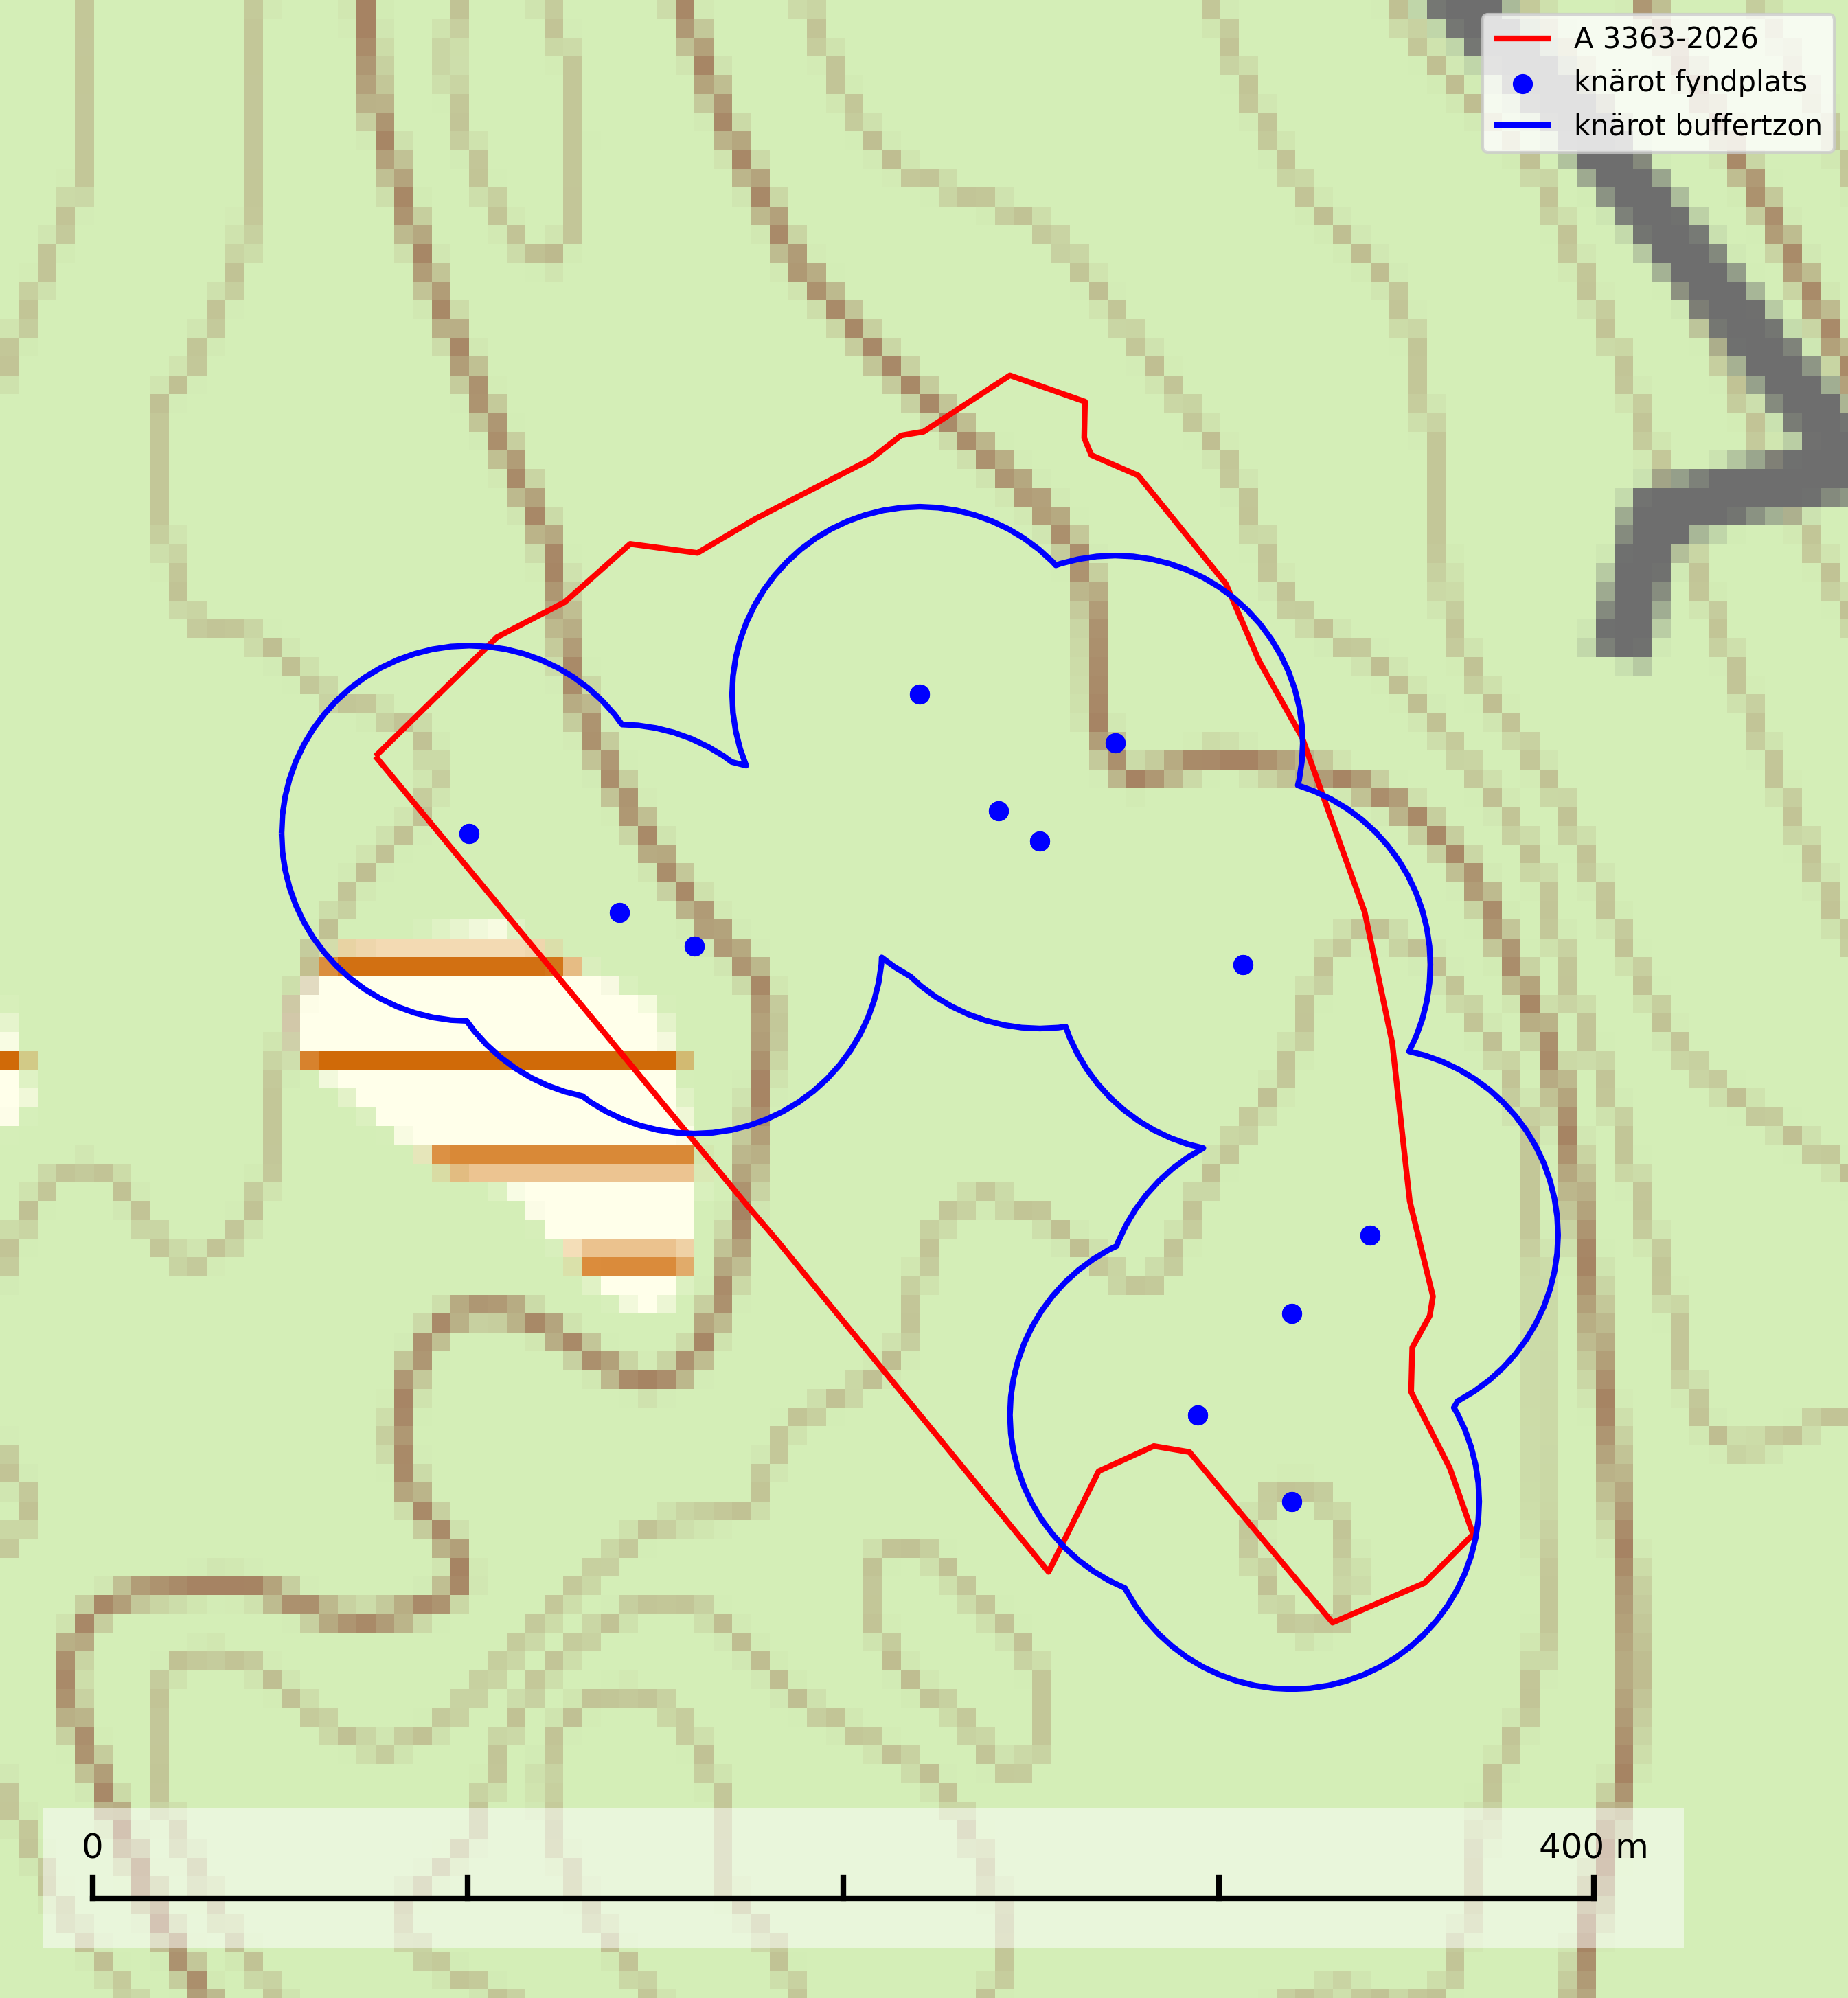 A 3363-2026
knärot fyndplats
knärot buffertzon
0
400 m